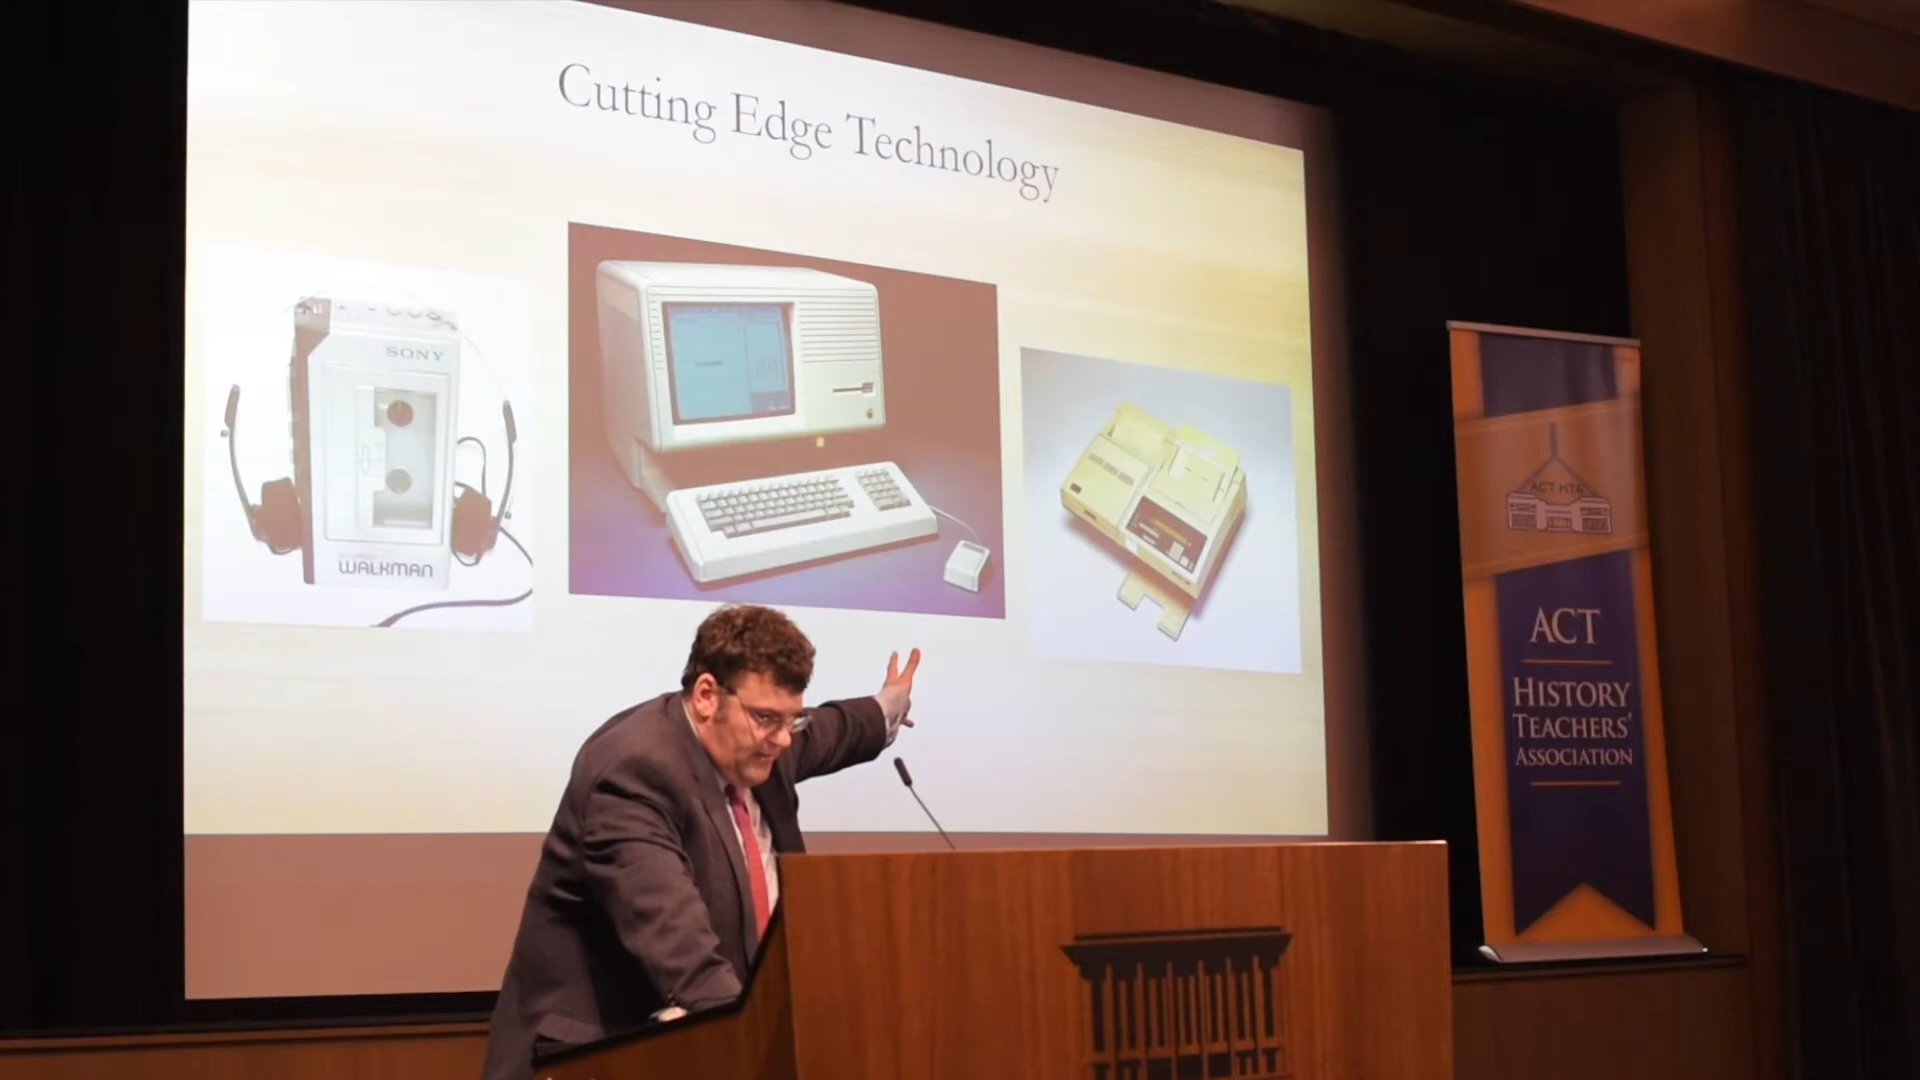 Cutting Edge Technology
SONY
WALKMAN
ACT HTA
ACT
HISTORY
TEACHERS'
ASSOCIATION